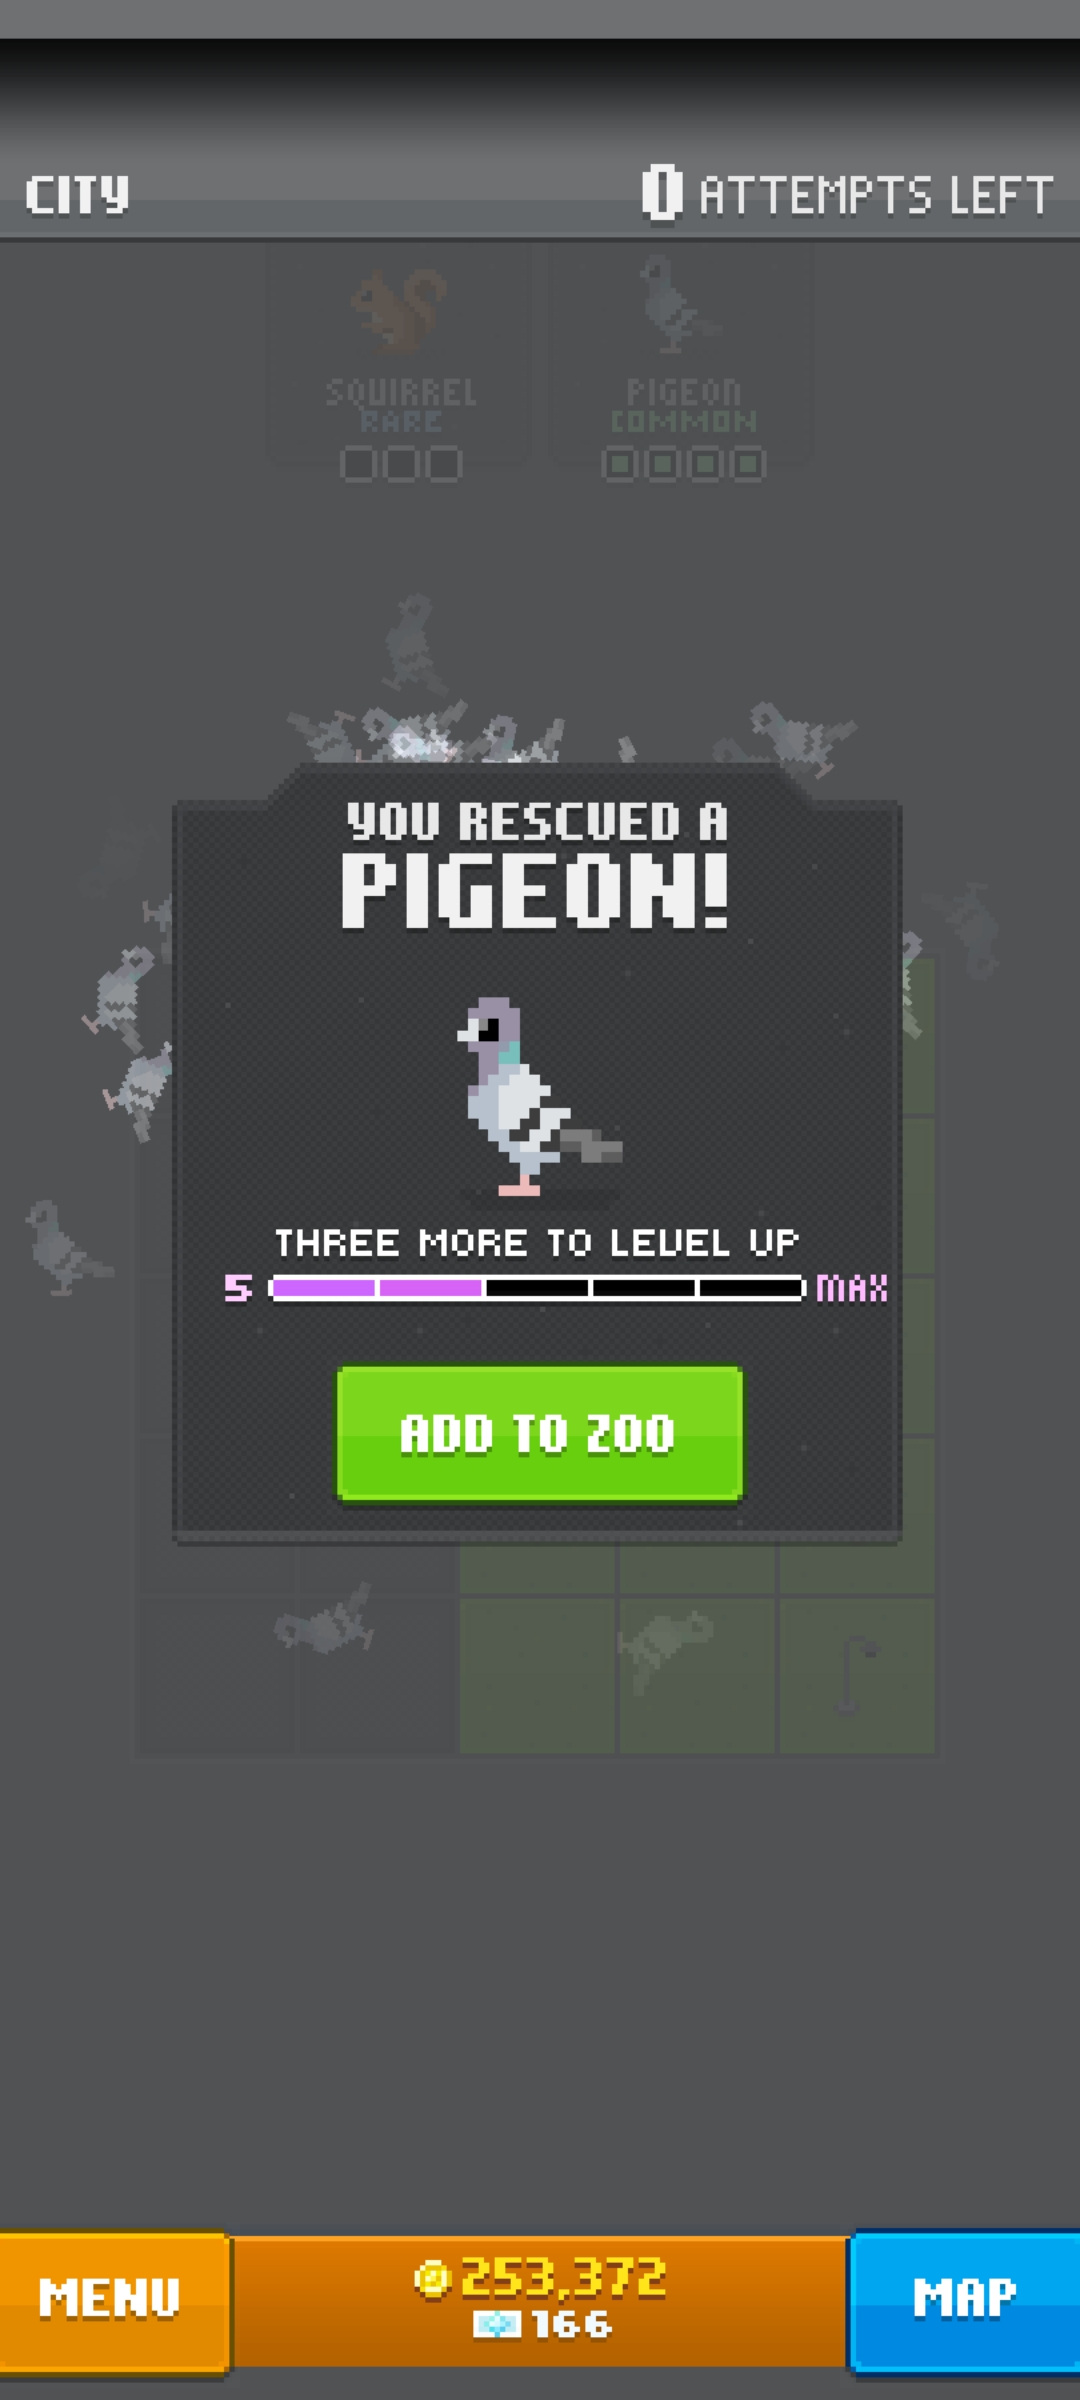 CITY
0 ATTEMPTS LEFT
SQUIRREL
RARE
PIGEON
COMMON
YOU RESCUED A
PIGEON!
THREE MORE TO LEVEL UP
5
MAX
ADD TO ZOO
MENU
253,372
166
MAP